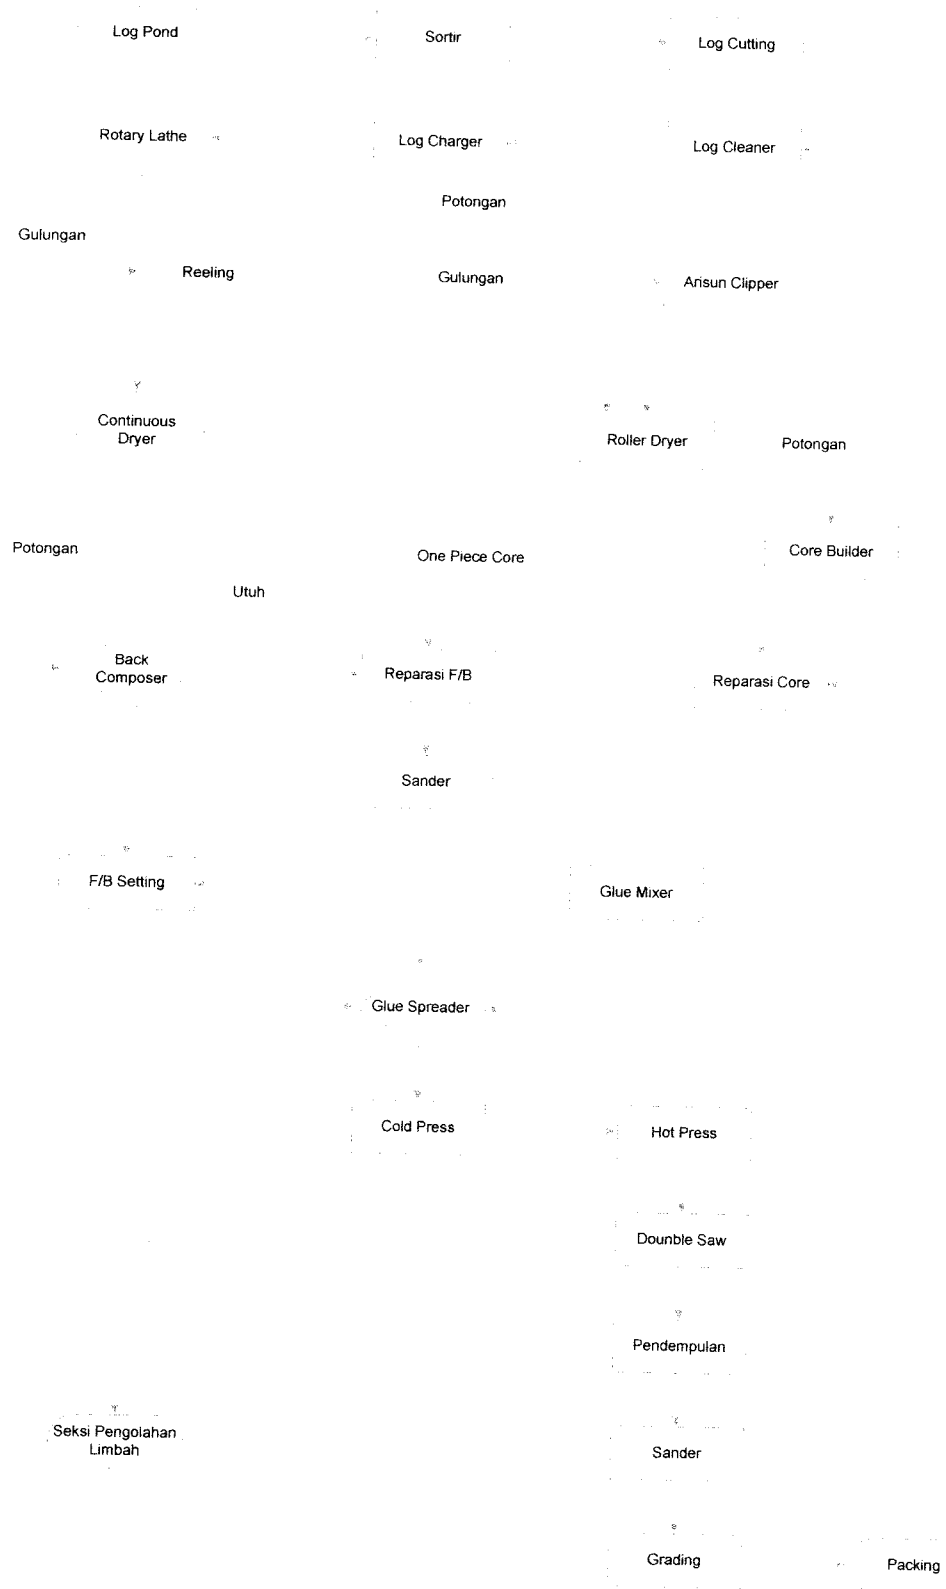 Log Pond
Sortir
Log Cutting
Rotary Lathe
Log Charger
Log Cleaner
Potongan
Gulungan
Reeling
Gulungan
Arisun Clipper
Continuous
Dryer
Roller Dryer
Potongan
Potongan
One Piece Core
Core Builder
Utuh
Back
Composer
Reparasi F/B
Reparasi Core
Sander
F/B Setting
Glue Mixer
Glue Spreader
Cold Press
Hot Press
Dounble Saw
Pendempulan
Seksi Pengolahan
Limbah
Sander
Grading
Packing